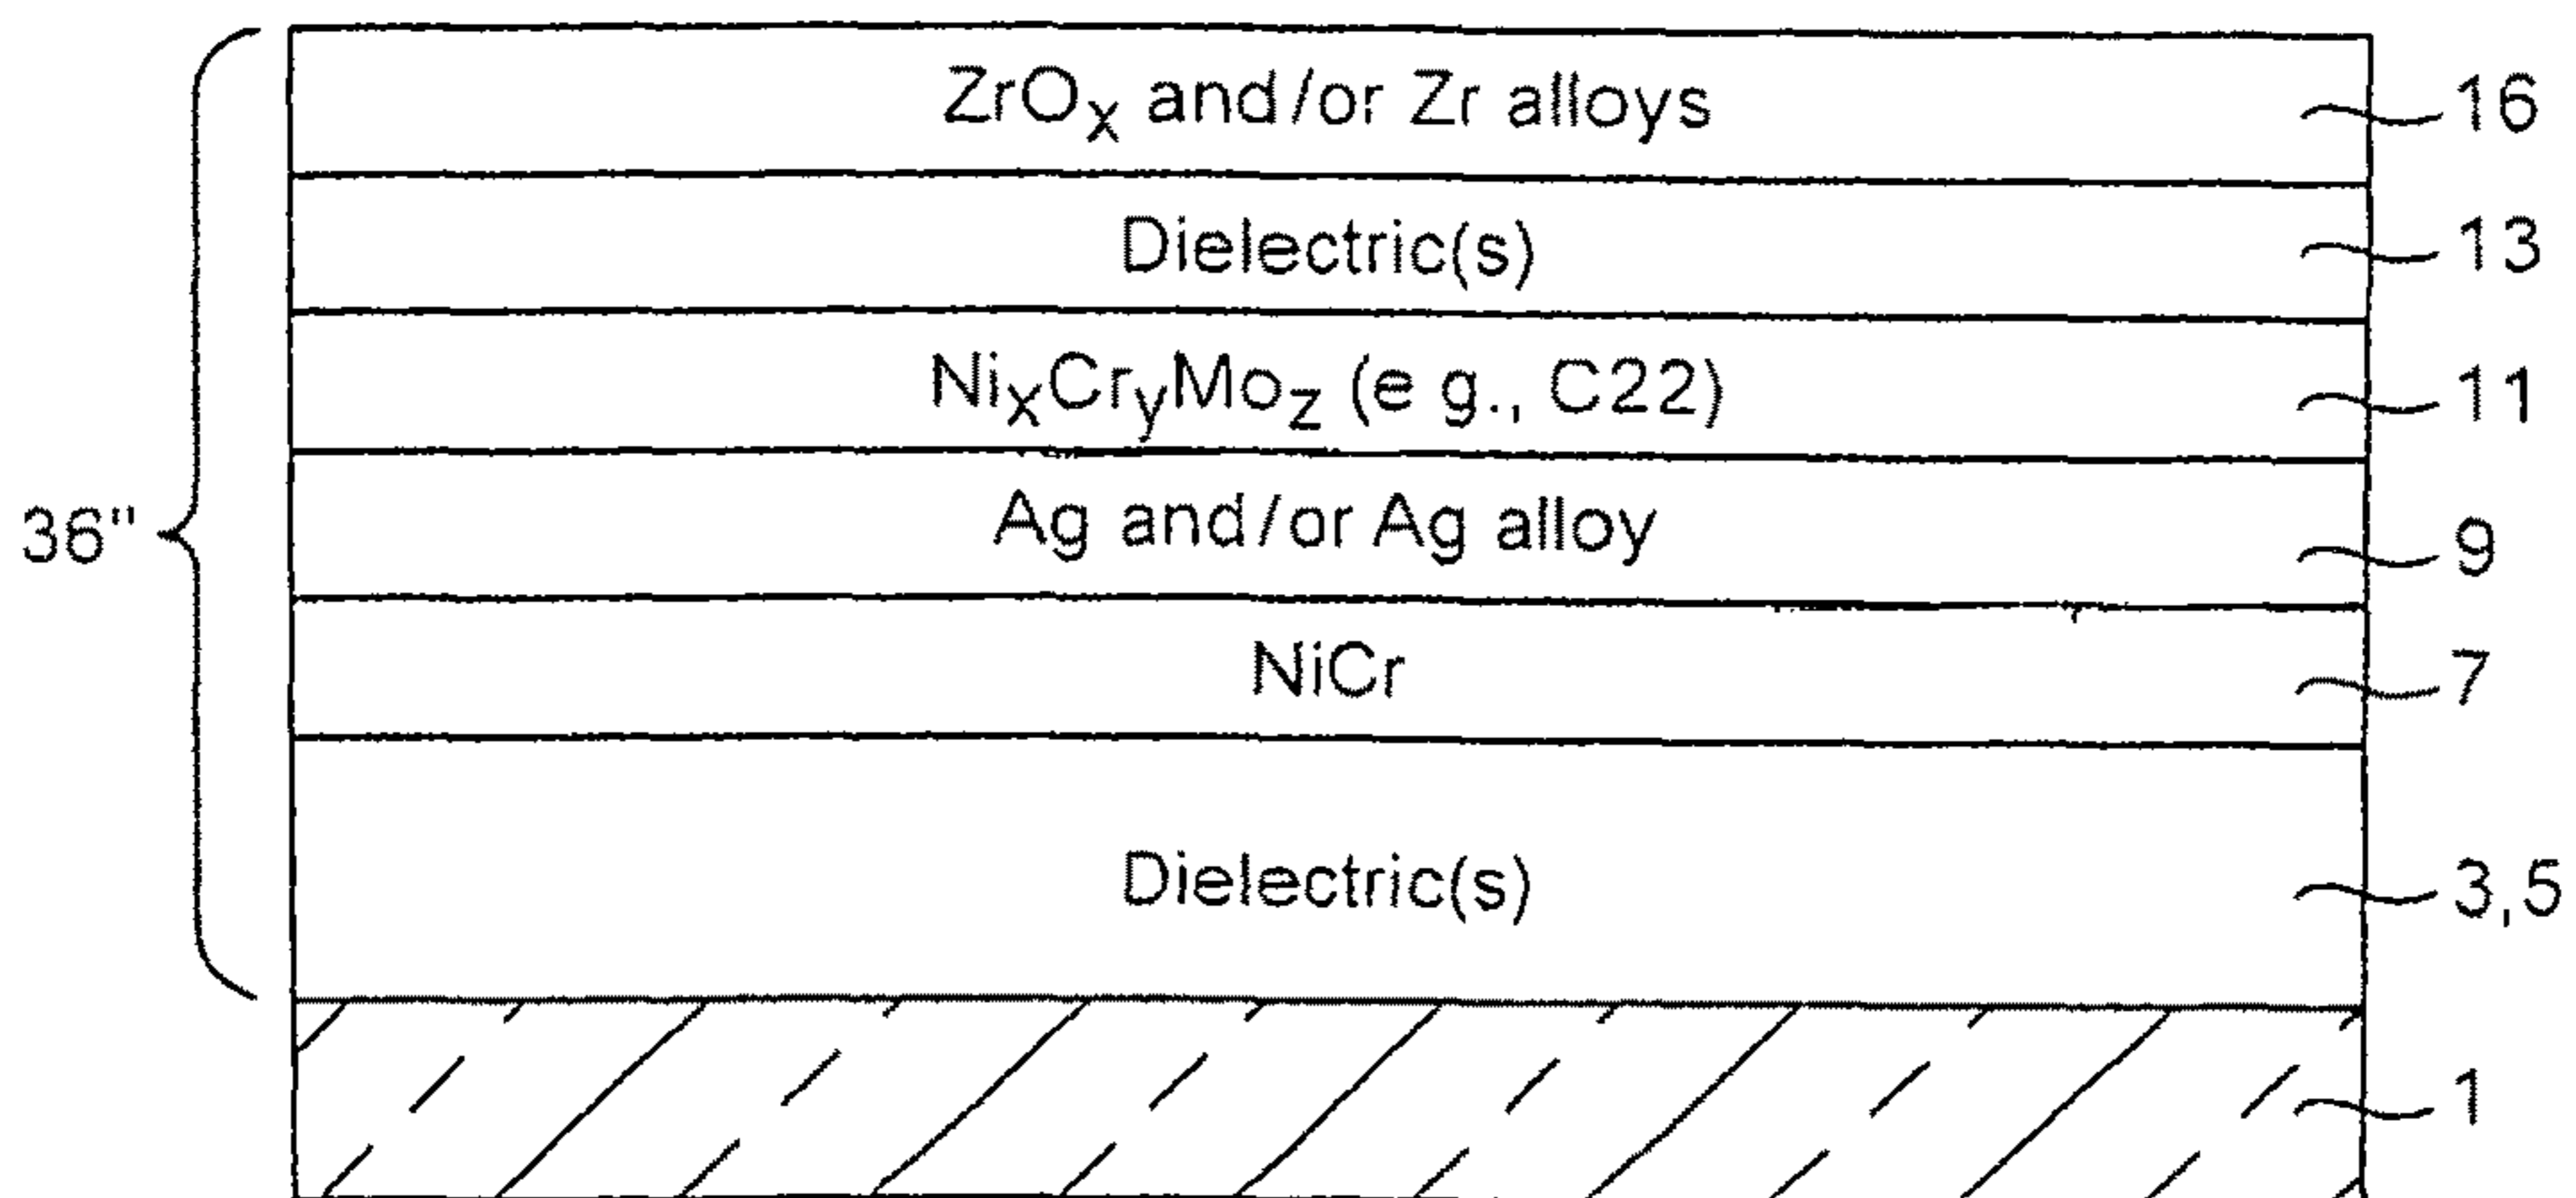 ZrOx and/or Zr alloys 16
Dielectric(s) 13
NixCryMoz (e g., C22) 11
36" Ag and/or Ag alloy 9
NiCr 7
Dielectric(s) 3,5
1